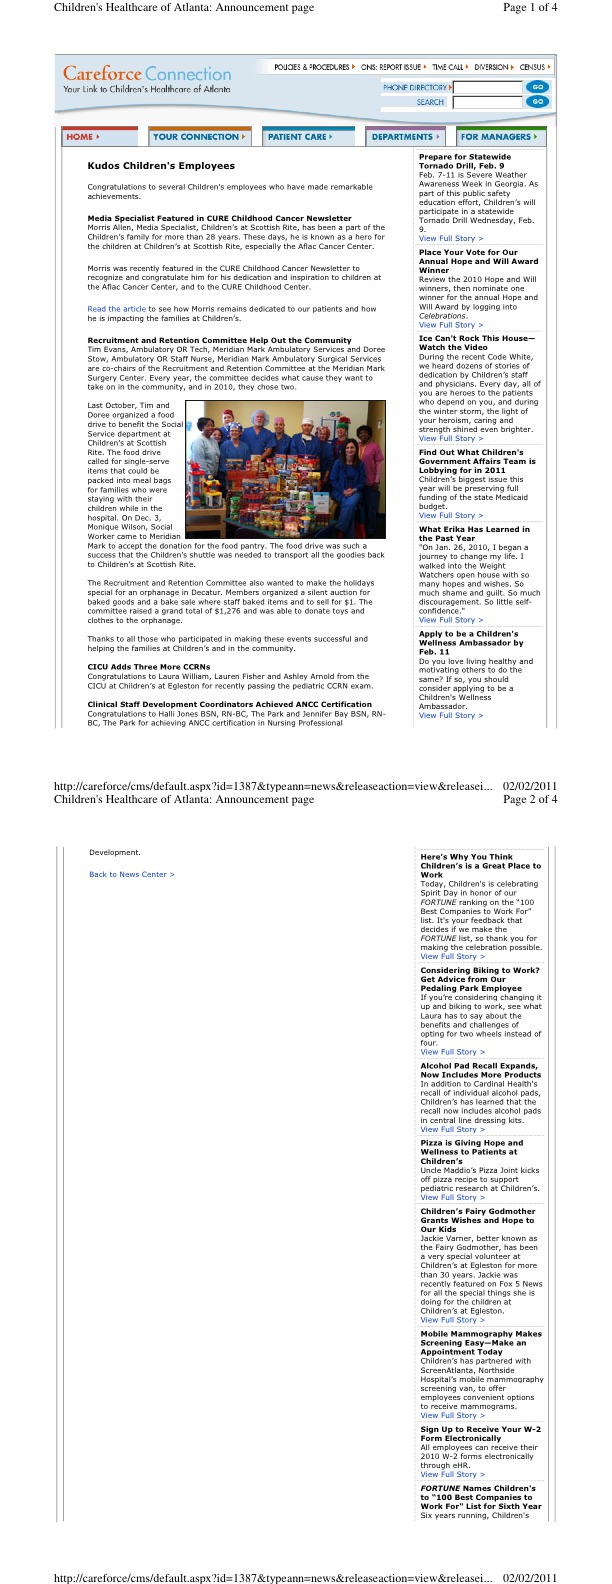 Children's Healthcare of Atlanta: Announcement page
Page 1 of 4
POLICIES & PROCEDURES
ONS: REPORT ISSUE
TIME CALL
DIVERSION
CENSUS
Careforce Connection
Your Link to Children's Healthcare of Atlanta
PHONE DIRECTORY
GO
SEARCH
GO
HOME
YOUR CONNECTION
PATIENT CARE
DEPARTMENTS
FOR MANAGERS
Kudos Children's Employees
Congratulations to several Children's employees who have made remarkable
achievements.
Media Specialist Featured in CURE Childhood Cancer Newsletter
Morris Allen, Media Specialist, Children's at Scottish Rite, has been a part of the
Children's family for more than 28 years. These days, he is known as a hero for
the children at Children's at Scottish Rite, especially the Aflac Cancer Center.
Morris was recently featured in the CURE Childhood Cancer Newsletter to
recognize and congratulate him for his dedication and inspiration to children at
the Aflac Cancer Center, and to the CURE Childhood Center.
Read the article to see how Morris remains dedicated to our patients and how
he is impacting the families at Children's.
Recruitment and Retention Committee Help Out the Community
Tim Evans, Ambulatory OR Tech, Meridian Mark Ambulatory Services and Doree
Stow, Ambulatory OR Staff Nurse, Meridian Mark Ambulatory Surgical Services
are co-chairs of the Recruitment and Retention Committee at the Meridian Mark
Surgery Center. Every year, the committee decides what cause they want to
take on in the community, and in 2010, they chose two.
Last October, Tim and
Doree organized a food
drive to benefit the Social
Service department at
Children's at Scottish
Rite. The food drive
called for single-serve
items that could be
packed into meal bags
for families who were
staying with their
children while in the
hospital. On Dec. 3,
Monique Wilson, Social
Worker came to Meridian
Mark to accept the donation for the food pantry. The food drive was such a
success that the Children's shuttle was needed to transport all the goodies back
to Children's at Scottish Rite.
The Recruitment and Retention Committee also wanted to make the holidays
special for an orphanage in Decatur. Members organized a silent auction for
baked goods and a bake sale where staff baked items and to sell for $1. The
committee raised a grand total of $1,276 and was able to donate toys and
clothes to the orphanage.
Thanks to all those who participated in making these events successful and
helping the families at Children's and in the community.
CICU Adds Three More CCRNs
Congratulations to Laura William, Lauren Fisher and Ashley Arnold from the
CICU at Children's at Egleston for recently passing the pediatric CCRN exam.
Clinical Staff Development Coordinators Achieved ANCC Certification
Congratulations to Halli Jones BSN, RN-BC, The Park and Jennifer Bay BSN, RN-
BC, The Park for achieving ANCC certification in Nursing Professional
Prepare for Statewide
Tornado Drill, Feb. 9
Feb. 7-11 is Severe Weather
Awareness Week in Georgia. As
part of this public safety
education effort, Children's will
participate in a statewide
Tornado Drill Wednesday, Feb.
9.
View Full Story >
Place Your Vote for Our
Annual Hope and Will Award
Winner
Review the 2010 Hope and Will
winners, then nominate one
winner for the annual Hope and
Will Award by logging into
Celebrations.
View Full Story >
Ice Can't Rock This House—
Watch the Video
During the recent Code White,
we heard dozens of stories of
dedication by Children's staff
and physicians. Every day, all of
you are heroes to the patients
who depend on you, and during
the winter storm, the light of
your heroism, caring and
strength shined even brighter.
View Full Story >
Find Out What Children's
Government Affairs Team is
Lobbying for in 2011
Children's biggest issue this
year will be preserving full
funding of the state Medicaid
budget.
View Full Story >
What Erika Has Learned in
the Past Year
"On Jan. 26, 2010, I began a
journey to change my life. I
walked into the Weight
Watchers open house with so
many hopes and wishes. So
much shame and guilt. So much
discouragement. So little self-
confidence."
View Full Story >
Apply to be a Children's
Wellness Ambassador by
Feb. 11
Do you love living healthy and
motivating others to do the
same? If so, you should
consider applying to be a
Children's Wellness
Ambassador.
View Full Story >
http://careforce/cms/default.aspx?id=1387&typeann=news&releaseaction=view&releasei... 02/02/2011
Children's Healthcare of Atlanta: Announcement page
Page 2 of 4
Development.
Back to News Center >
Here's Why You Think
Children's is a Great Place to
Work
Today, Children's is celebrating
Spirit Day in honor of our
FORTUNE ranking on the "100
Best Companies to Work For"
list. It's your feedback that
decides if we make the
FORTUNE list, so thank you for
making the celebration possible.
View Full Story >
Considering Biking to Work?
Get Advice from Our
Pedaling Park Employee
If you're considering changing it
up and biking to work, see what
Laura has to say about the
benefits and challenges of
opting for two wheels instead of
four.
View Full Story >
Alcohol Pad Recall Expands,
Now Includes More Products
In addition to Cardinal Health's
recall of individual alcohol pads,
Children's has learned that the
recall now includes alcohol pads
in central line dressing kits.
View Full Story >
Pizza is Giving Hope and
Wellness to Patients at
Children's
Uncle Maddio's Pizza Joint kicks
off pizza recipe to support
pediatric research at Children's.
View Full Story >
Children's Fairy Godmother
Grants Wishes and Hope to
Our Kids
Jackie Varner, better known as
the Fairy Godmother, has been
a very special volunteer at
Children's at Egleston for more
than 30 years. Jackie was
recently featured on Fox 5 News
for all the special things she is
doing for the children at
Children's at Egleston.
View Full Story >
Mobile Mammography Makes
Screening Easy—Make an
Appointment Today
Children's has partnered with
ScreenAtlanta, Northside
Hospital's mobile mammography
screening van, to offer
employees convenient options
to receive mammograms.
View Full Story >
Sign Up to Receive Your W-2
Form Electronically
All employees can receive their
2010 W-2 forms electronically
through eHR.
View Full Story >
FORTUNE Names Children's
to "100 Best Companies to
Work For" List for Sixth Year
Six years running, Children's
http://careforce/cms/default.aspx?id=1387&typeann=news&releaseaction=view&releasei... 02/02/2011